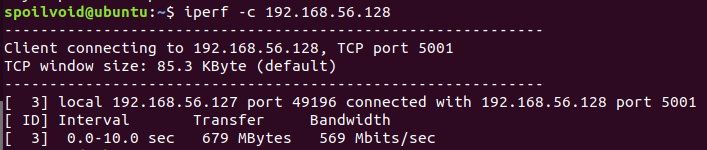 spoilvoid@ubuntu:~$ iperf -c 192.168.56.128
------------------------------------------------------------
Client connecting to 192.168.56.128, TCP port 5001
TCP window size: 85.3 KByte (default)
------------------------------------------------------------
[  3] local 192.168.56.127 port 49196 connected with 192.168.56.128 port 5001
[ ID] Interval       Transfer     Bandwidth
[  3]  0.0-10.0 sec   679 MBytes   569 Mbits/sec